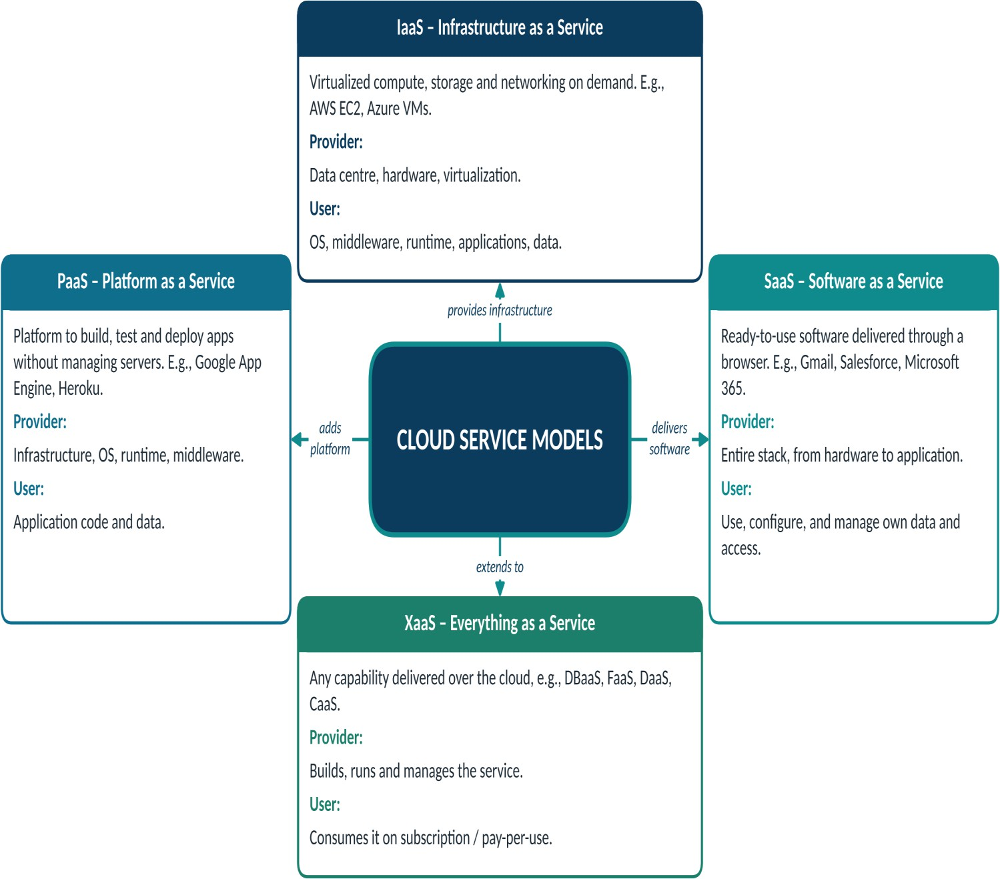 IaaS – Infrastructure as a Service
Virtualized compute, storage and networking on demand. E.g.,
AWS EC2, Azure VMs.
Provider:
Data centre, hardware, virtualization.
User:
OS, middleware, runtime, applications, data.
provides infrastructure
PaaS – Platform as a Service
Platform to build, test and deploy apps
without managing servers. E.g., Google App
Engine, Heroku.
Provider:
Infrastructure, OS, runtime, middleware.
User:
Application code and data.
adds
platform
CLOUD SERVICE MODELS
delivers
software
SaaS – Software as a Service
Ready-to-use software delivered through a
browser. E.g., Gmail, Salesforce, Microsoft
365.
Provider:
Entire stack, from hardware to application.
User:
Use, configure, and manage own data and
access.
extends to
XaaS – Everything as a Service
Any capability delivered over the cloud, e.g., DBaaS, FaaS, DaaS,
CaaS.
Provider:
Builds, runs and manages the service.
User:
Consumes it on subscription / pay-per-use.